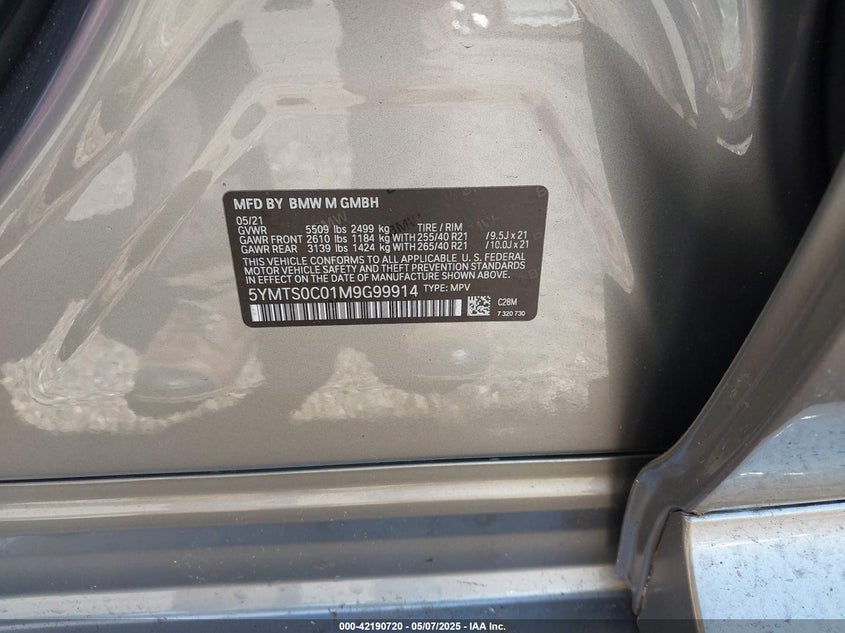 MFD BY BMW M GMBH
05/21
GVWR 5509 lbs 2499 kg TIRE / RIM
GAWR FRONT 2610 lbs 1184 kg WITH 255/40 R21 /9.5J x 21
GAWR REAR 3139 lbs 1424 kg WITH 265/40 R21 /10.0J x 21
THIS VEHICLE CONFORMS TO ALL APPLICABLE U.S. FEDERAL
MOTOR VEHICLE SAFETY, AND THEFT PREVENTION STANDARDS
IN EFFECT ON THE DATE OF MANUFACTURE SHOWN ABOVE.
5YMTS0C01M9G99914 TYPE: MPV
C28M
7 320 730
000-42190720 --- 05/07/2025 --- IAA Inc.